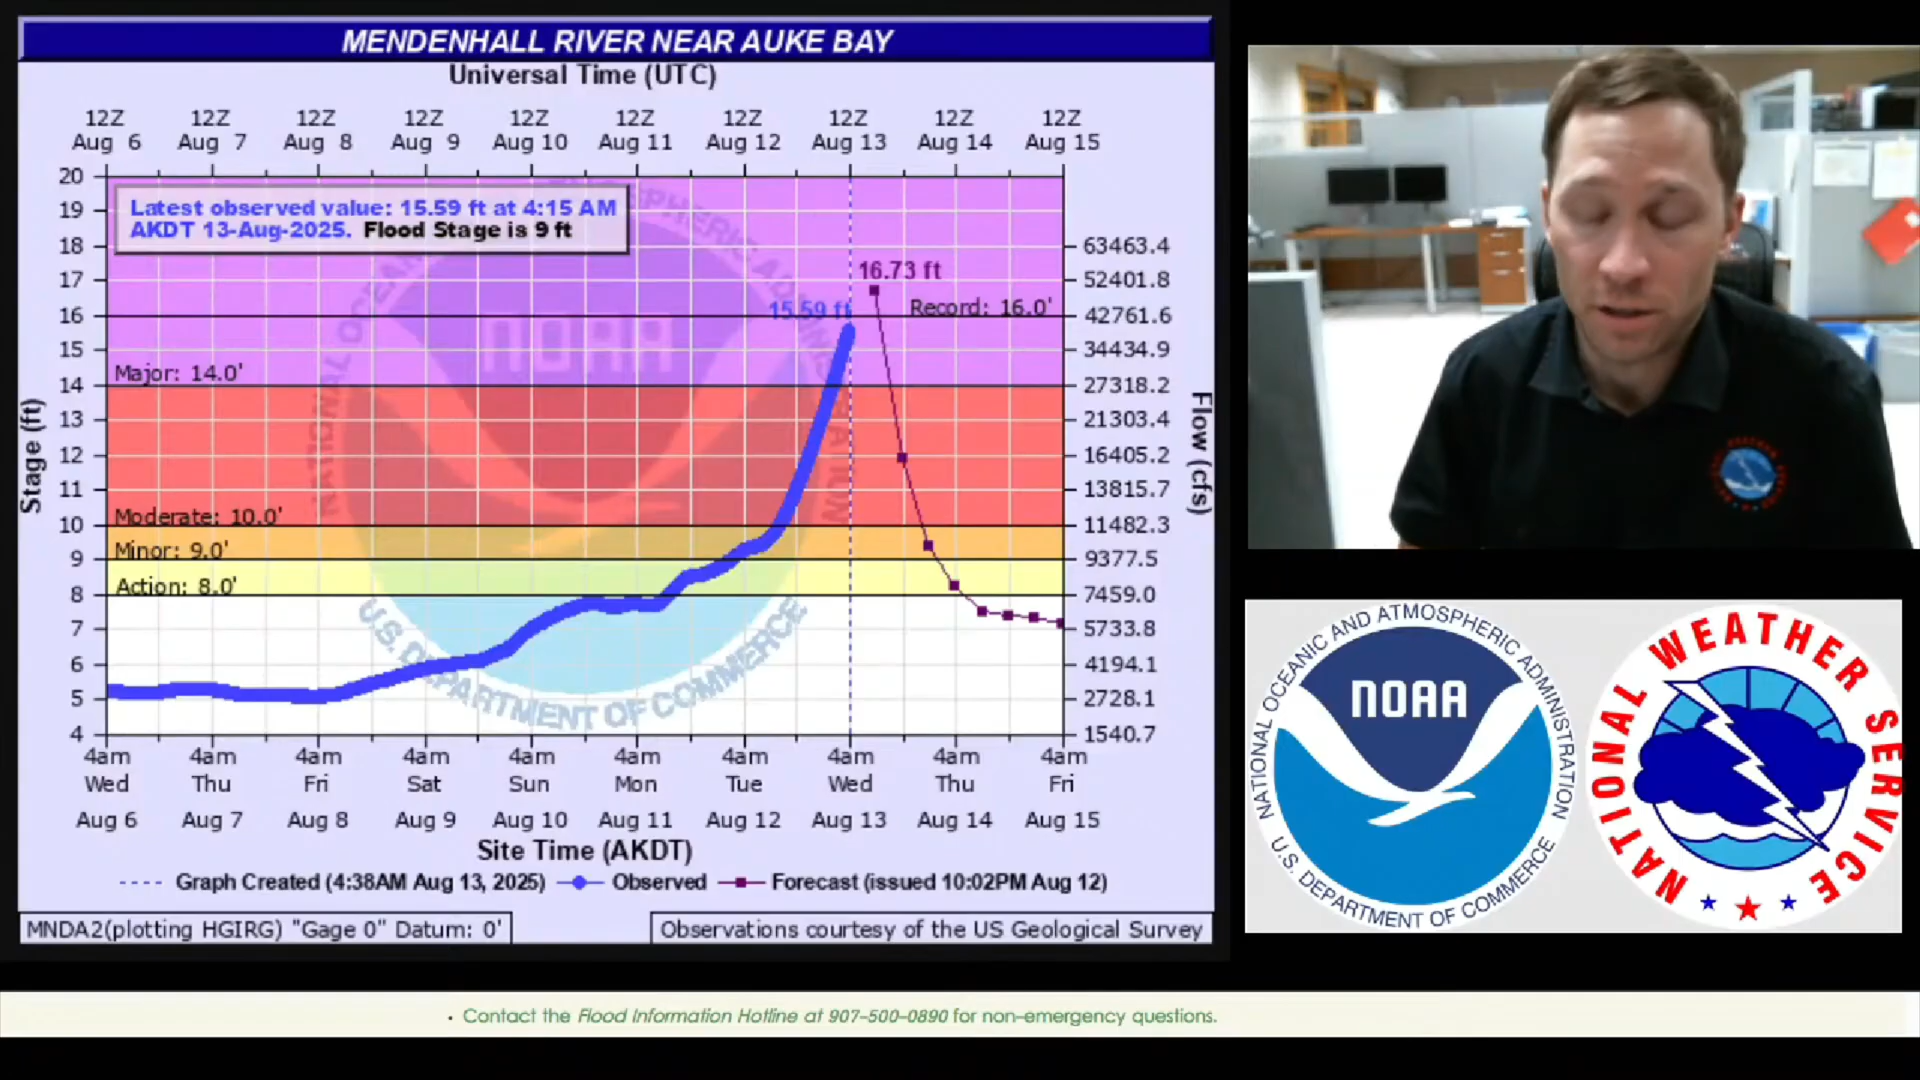 MENDENHALL RIVER NEAR AUKE BAY
Universal Time (UTC)
12Z 12Z 12Z 12Z 12Z 12Z 12Z 12Z 12Z 12Z
Aug 6 Aug 7 Aug 8 Aug 9 Aug 10 Aug 11 Aug 12 Aug 13 Aug 14 Aug 15
Latest observed value: 15.59 ft at 4:15 AM
AKDT 13-Aug-2025. Flood Stage is 9 ft
Stage (ft)
20
19
18
17
16
15
14
13
12
11
10
9
8
7
6
5
4
16.73 ft
15.59 ft
Record: 16.0'
Major: 14.0'
Moderate: 10.0'
Minor: 9.0'
Action: 8.0'
NOAA
NATIONAL OCEANIC
U.S. DEPARTMENT OF COMMERCE
63463.4
52401.8
42761.6
34434.9
27318.2
21303.4
16405.2
13815.7
11482.3
9377.5
7459.0
5733.8
4194.1
2728.1
1540.7
Flow (cfs)
4am 4am 4am 4am 4am 4am 4am 4am 4am 4am
Wed Thu Fri Sat Sun Mon Tue Wed Thu Fri
Aug 6 Aug 7 Aug 8 Aug 9 Aug 10 Aug 11 Aug 12 Aug 13 Aug 14 Aug 15
Site Time (AKDT)
Graph Created (4:38AM Aug 13, 2025) Observed Forecast (issued 10:02PM Aug 12)
MNDA2(plotting HGIRG) "Gage 0" Datum: 0'
Observations courtesy of the US Geological Survey
NATIONAL OCEANIC AND ATMOSPHERIC ADMINISTRATION
NOAA
U.S. DEPARTMENT OF COMMERCE
NATIONAL WEATHER SERVICE
• Contact the Flood Information Hotline at 907-500-0890 for non-emergency questions.